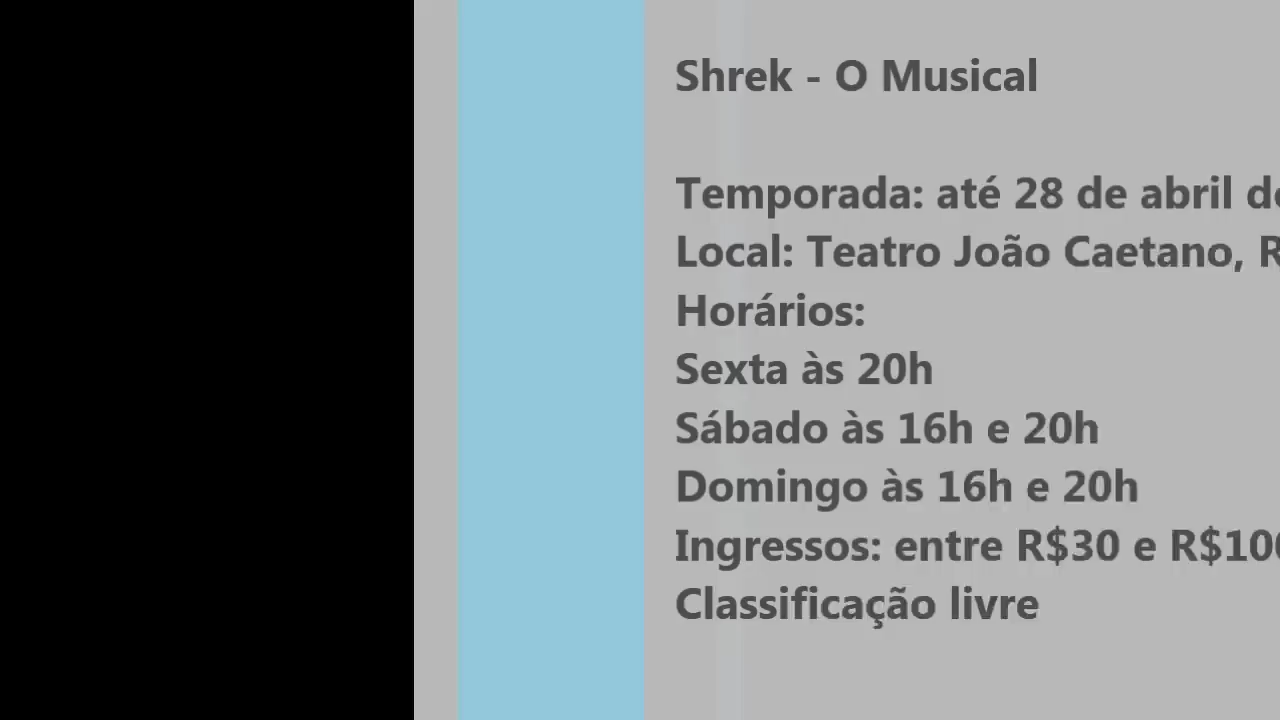 Shrek - O Musical
Temporada: até 28 de abril
Local: Teatro João Caetano,
Horários:
Sexta às 20h
Sábado às 16h e 20h
Domingo às 16h e 20h
Ingressos: entre R$30 e
Classificação livre